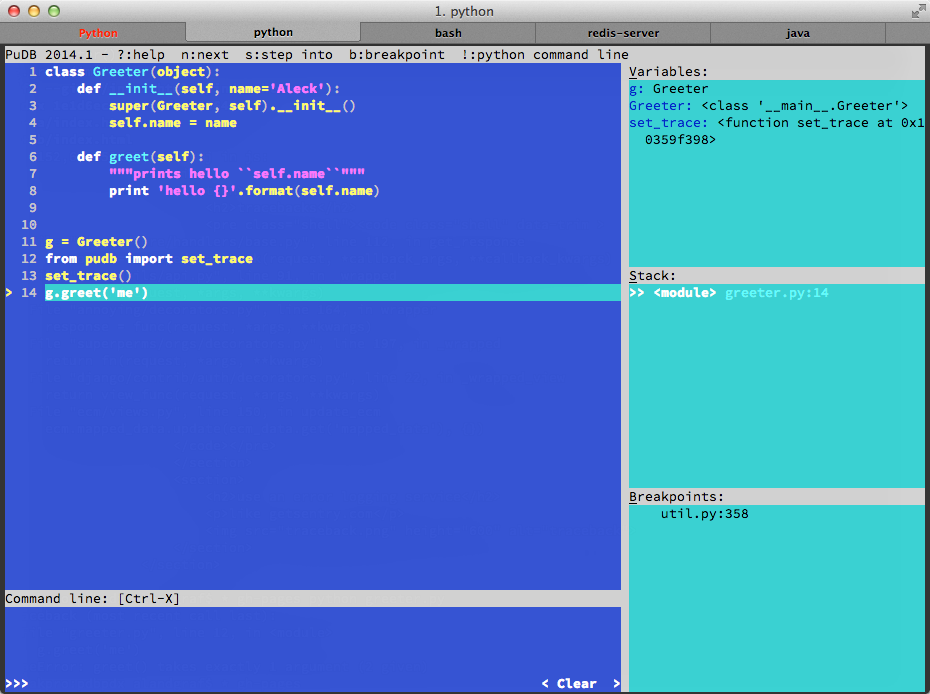 1. python
Python python bash redis-server java
PuDB 2014.1 - ?:help n:next s:step into b:breakpoint !:python command line
1 class Greeter(object):
2 def __init__(self, name='Aleck'):
3 super(Greeter, self).__init__()
4 self.name = name
5
6 def greet(self):
7 """prints hello ``self.name``"""
8 print 'hello {}'.format(self.name)
9
10
11 g = Greeter()
12 from pudb import set_trace
13 set_trace()
> 14 g.greet('me')
Command line: [Ctrl-X]
>>> < Clear >
Variables:
g: Greeter
Greeter: <class '__main__.Greeter'>
set_trace: <function set_trace at 0x1
0359f398>
Stack:
>> <module> greeter.py:14
Breakpoints:
util.py:358